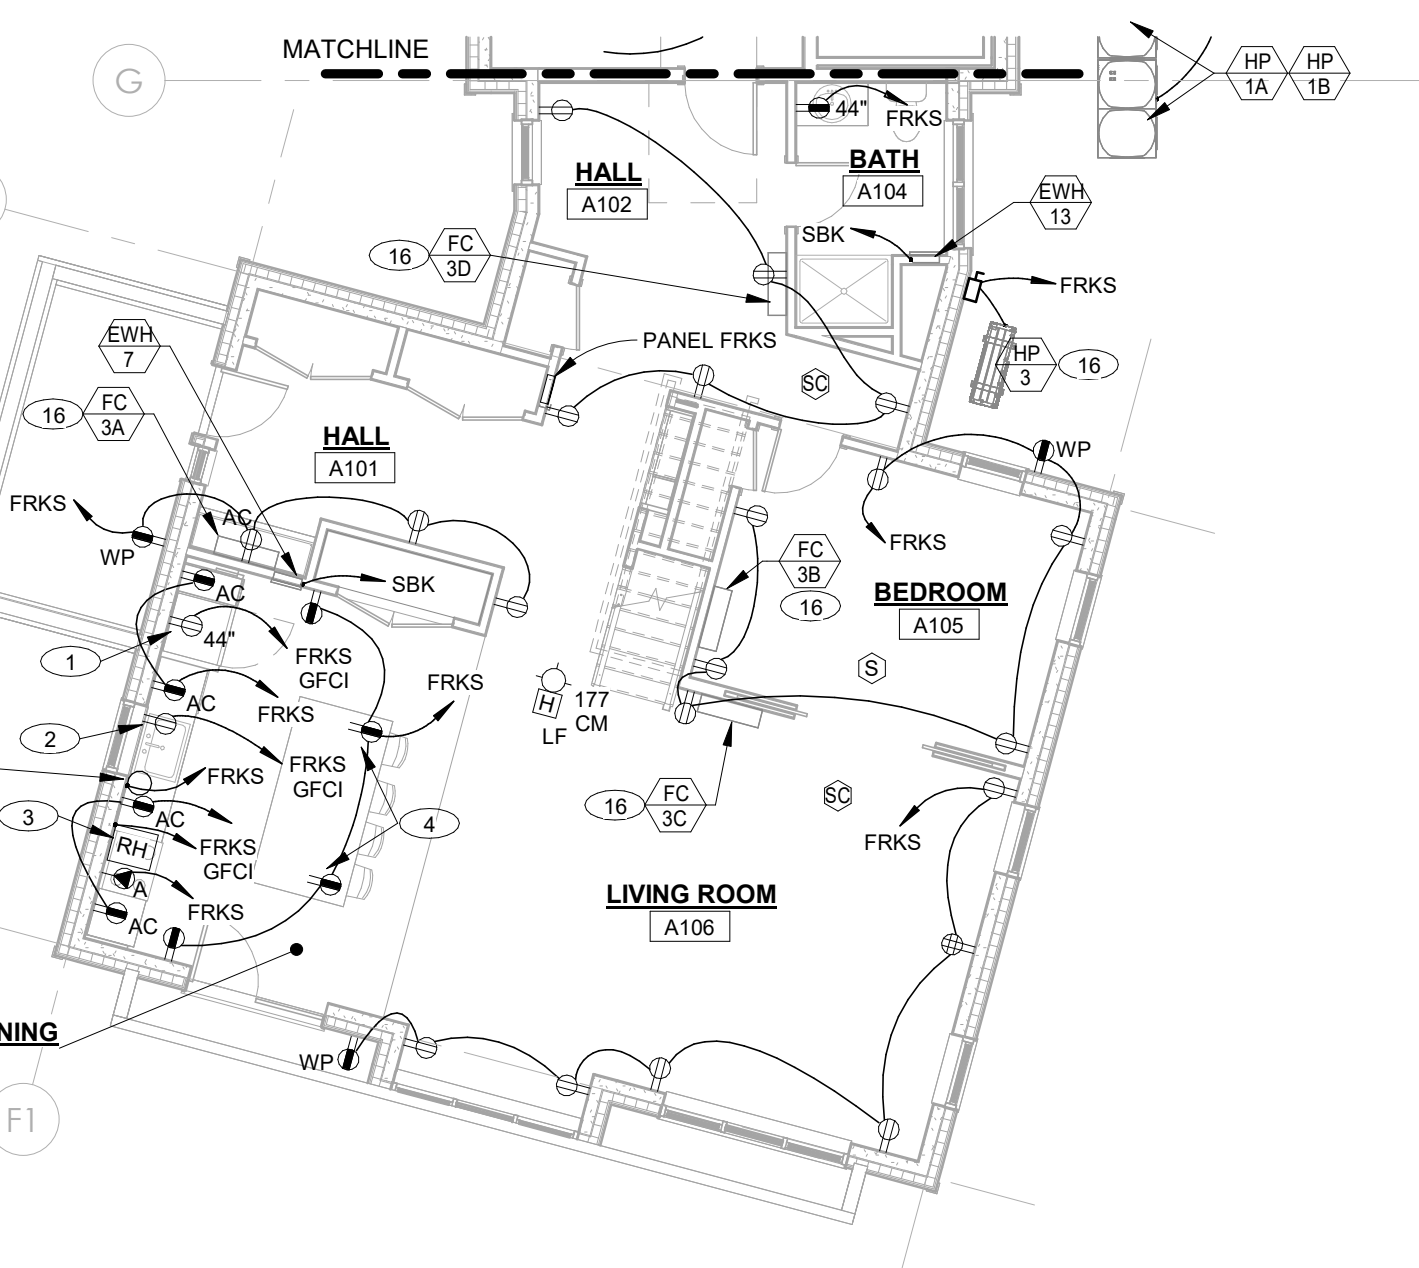 MATCHLINE
G
HP
1A
HP
1B
44"
FRKS
HALL
A102
BATH
A104
EWH
13
SBK
16
FC
3D
FRKS
EWH
7
PANEL FRKS
HP
3
16
SC
16
FC
3A
HALL
A101
WP
FRKS
AC
WP
FRKS
FC
3B
16
SBK
BEDROOM
A105
AC
44"
1
FRKS
GFCI
S
FRKS
AC
FRKS
H
177
CM
LF
2
FRKS
GFCI
FRKS
3
AC
4
16
FC
3C
SC
RH
FRKS
GFCI
FRKS
A
FRKS
AC
LIVING ROOM
A106
NING
WP
F1